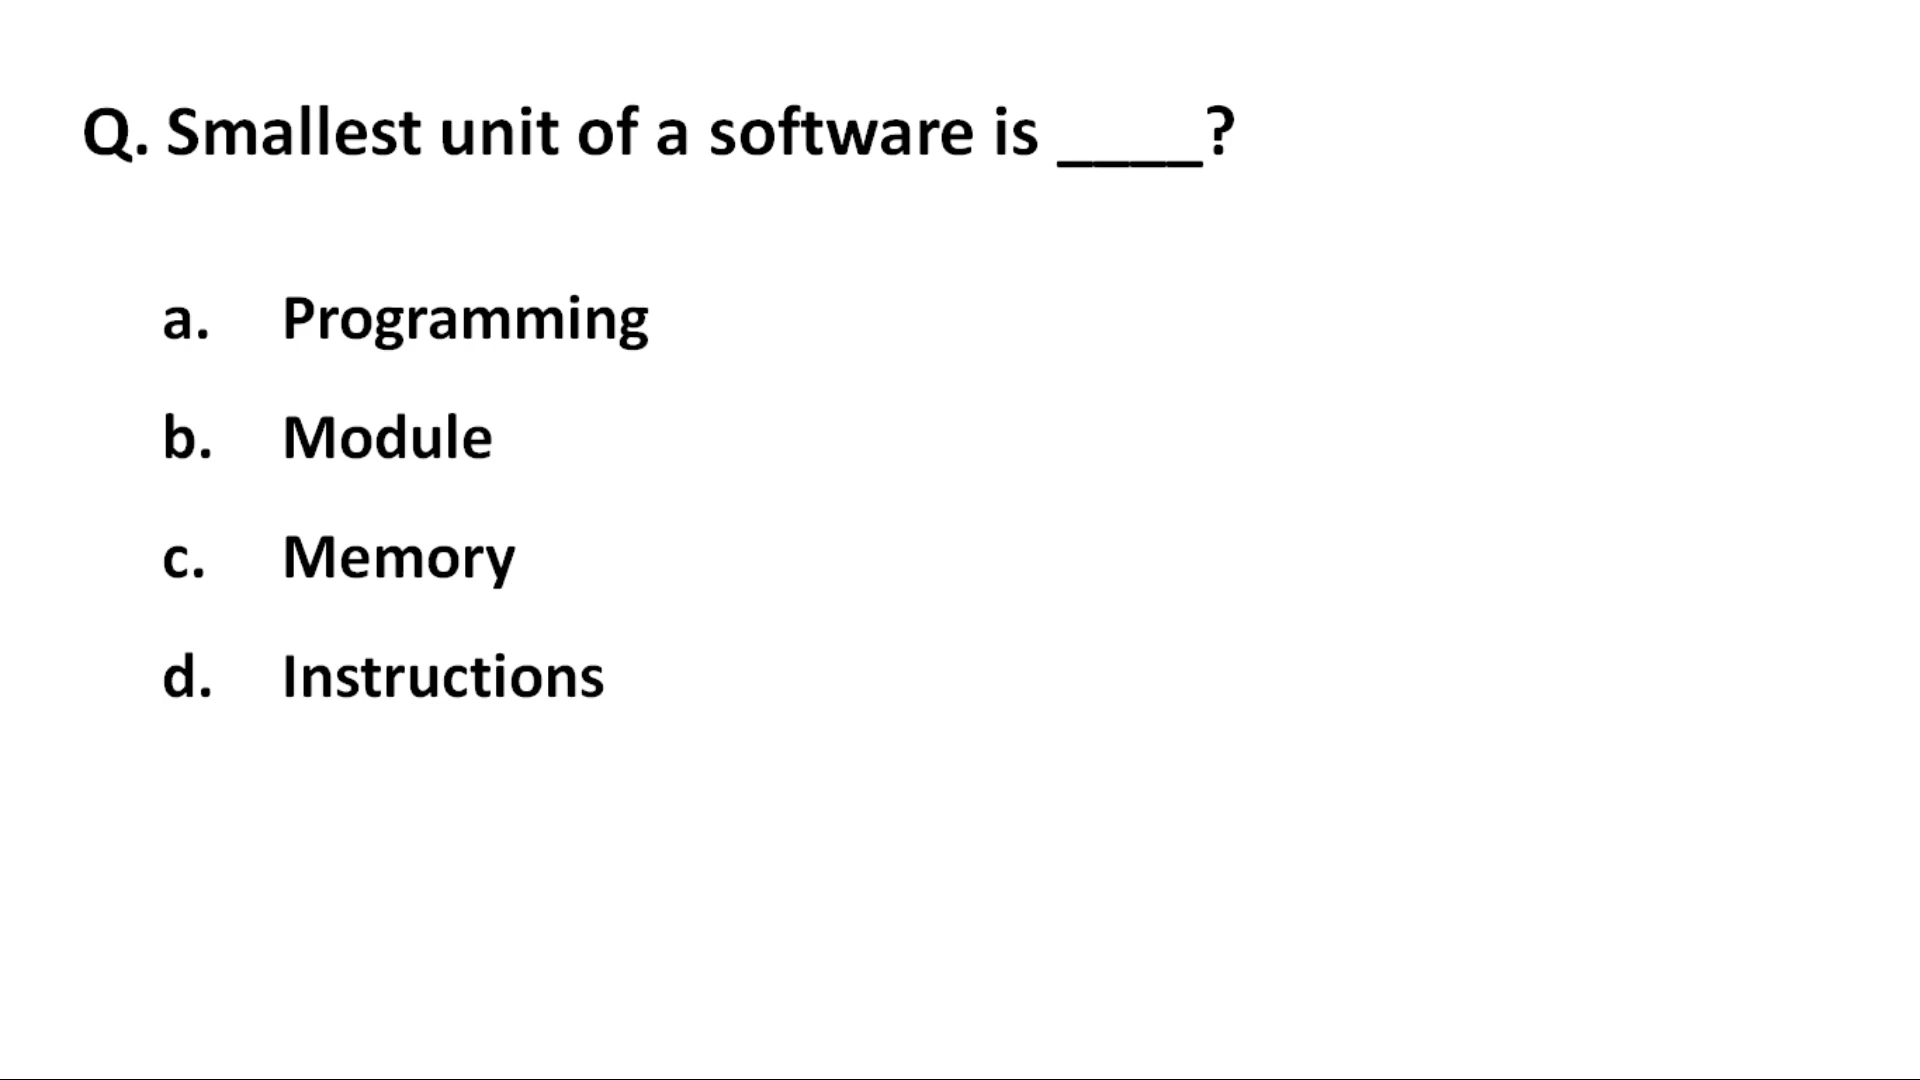 Q. Smallest unit of a software is ____?
a. Programming
b. Module
c. Memory
d. Instructions